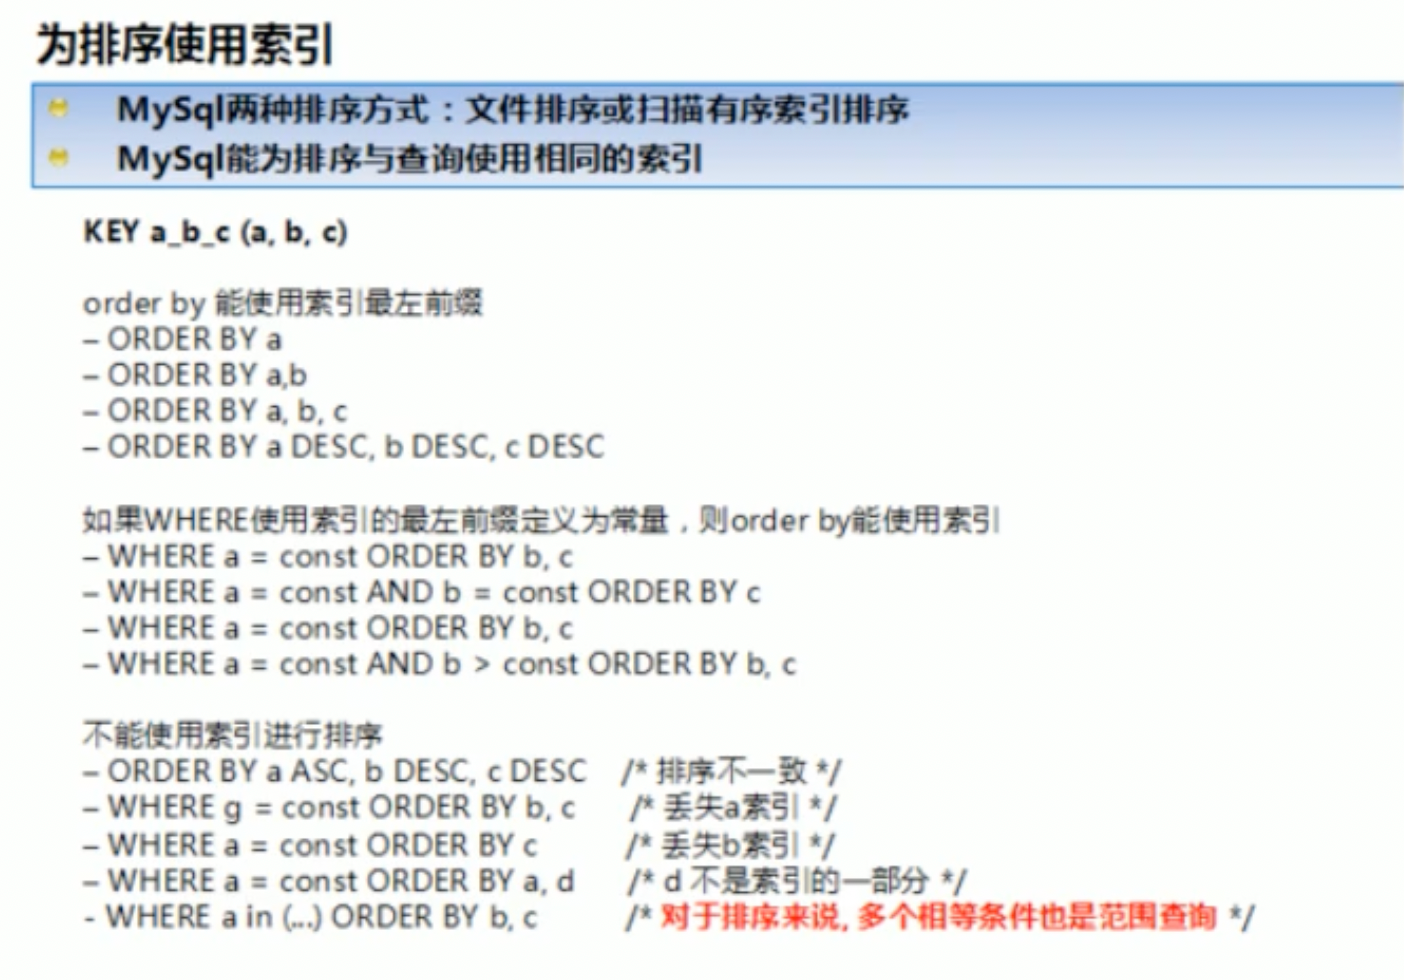 为排序使用索引
MySql两种排序方式：文件排序或扫描有序索引排序
MySql能为排序与查询使用相同的索引
KEY a_b_c (a, b, c)
order by 能使用索引最左前缀
– ORDER BY a
– ORDER BY a,b
– ORDER BY a, b, c
– ORDER BY a DESC, b DESC, c DESC
如果WHERE使用索引的最左前缀定义为常量，则order by能使用索引
– WHERE a = const ORDER BY b, c
– WHERE a = const AND b = const ORDER BY c
– WHERE a = const ORDER BY b, c
– WHERE a = const AND b > const ORDER BY b, c
不能使用索引进行排序
– ORDER BY a ASC, b DESC, c DESC /* 排序不一致 */
– WHERE g = const ORDER BY b, c /* 丢失a索引 */
– WHERE a = const ORDER BY c /* 丢失b索引 */
– WHERE a = const ORDER BY a, d /* d 不是索引的一部分 */
- WHERE a in (...) ORDER BY b, c /* 对于排序来说, 多个相等条件也是范围查询 */